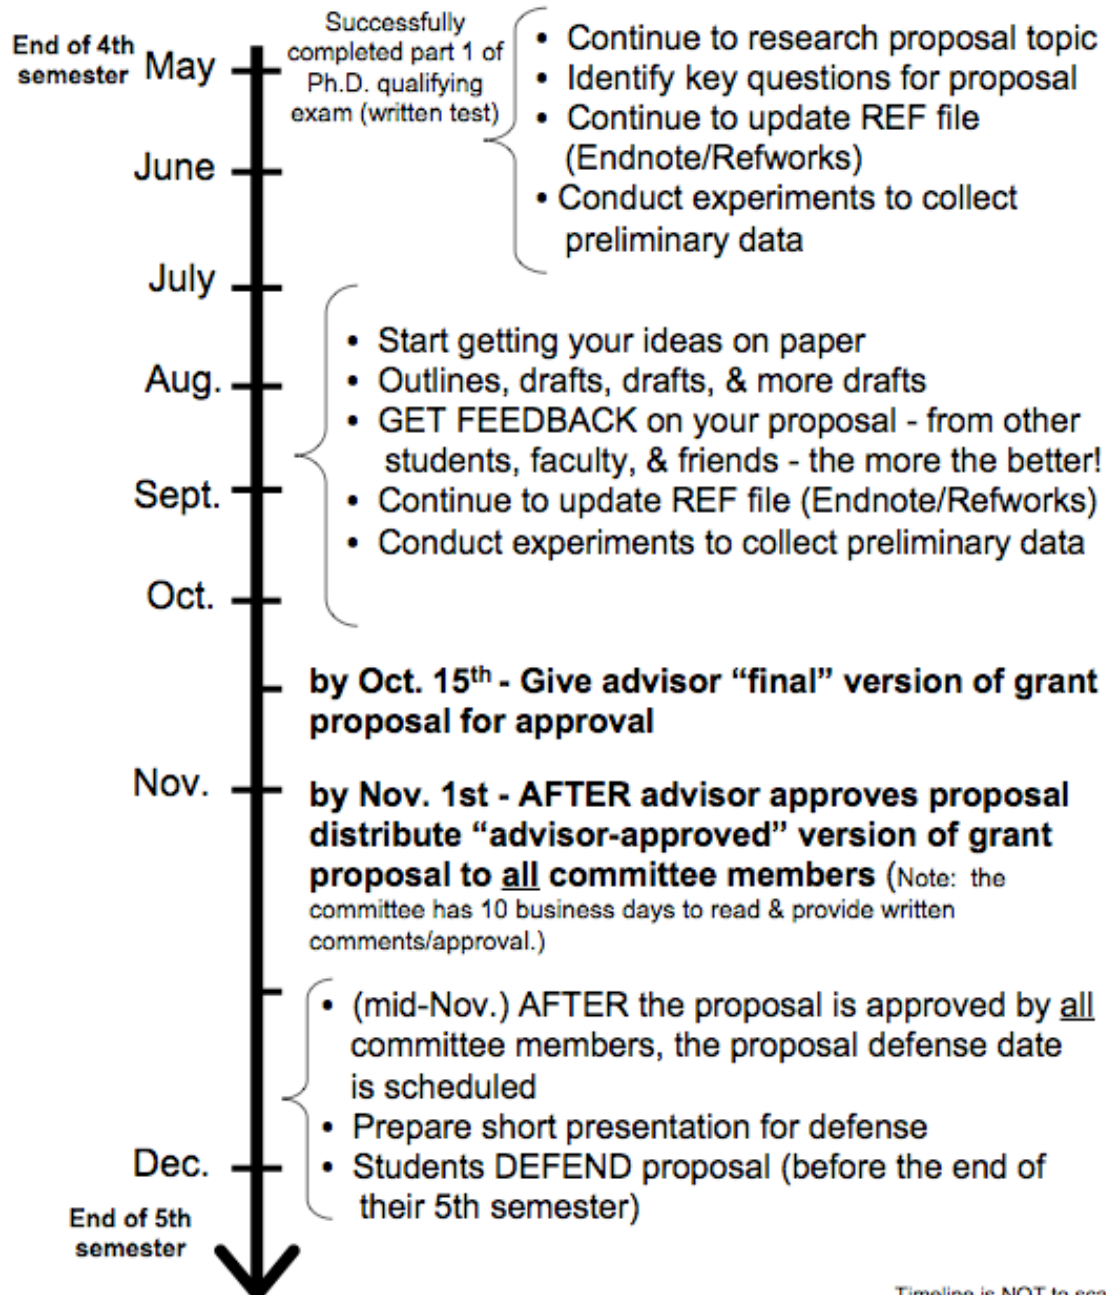 End of 4th
semester
May
Successfully
completed part 1 of
Ph.D. qualifying
exam (written test)
• Continue to research proposal topic
• Identify key questions for proposal
• Continue to update REF file
(Endnote/Refworks)
• Conduct experiments to collect
preliminary data
June
July
• Start getting your ideas on paper
• Outlines, drafts, drafts, & more drafts
• GET FEEDBACK on your proposal - from other
students, faculty, & friends - the more the better!
• Continue to update REF file (Endnote/Refworks)
• Conduct experiments to collect preliminary data
Aug.
Sept.
Oct.
by Oct. 15th - Give advisor “final” version of grant
proposal for approval
Nov.
by Nov. 1st - AFTER advisor approves proposal
distribute “advisor-approved” version of grant
proposal to all committee members (Note: the
committee has 10 business days to read & provide written
comments/approval.)
• (mid-Nov.) AFTER the proposal is approved by all
committee members, the proposal defense date
is scheduled
• Prepare short presentation for defense
• Students DEFEND proposal (before the end of
their 5th semester)
Dec.
End of 5th
semester
Timeline is NOT to